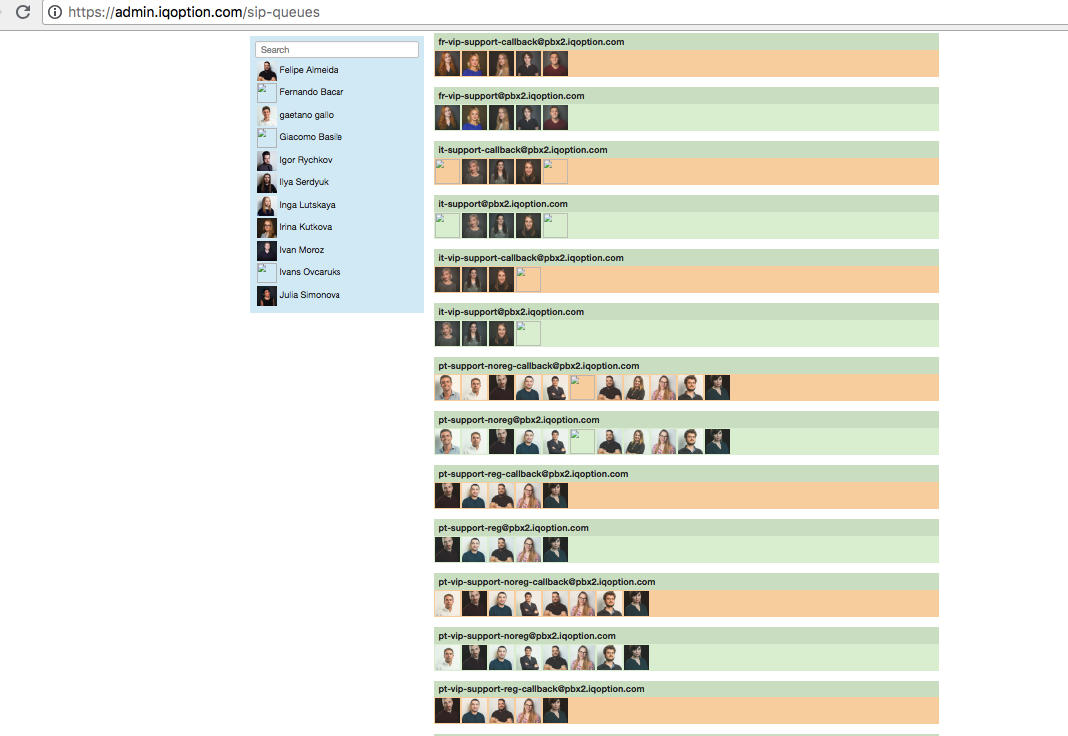 https://admin.iqoption.com/sip-queues
Search
Felipe Almeida
Fernando Bacar
gaetano gallo
Giacomo Basile
Igor Rychkov
Ilya Serdyuk
Inga Lutskaya
Irina Kutkova
Ivan Moroz
Ivans Ovcaruks
Julia Simonova
fr-vip-support-callback@pbx2.iqoption.com
fr-vip-support@pbx2.iqoption.com
it-support-callback@pbx2.iqoption.com
it-support@pbx2.iqoption.com
it-vip-support-callback@pbx2.iqoption.com
it-vip-support@pbx2.iqoption.com
pt-support-noreg-callback@pbx2.iqoption.com
pt-support-noreg@pbx2.iqoption.com
pt-support-reg-callback@pbx2.iqoption.com
pt-support-reg@pbx2.iqoption.com
pt-vip-support-noreg-callback@pbx2.iqoption.com
pt-vip-support-noreg@pbx2.iqoption.com
pt-vip-support-reg-callback@pbx2.iqoption.com